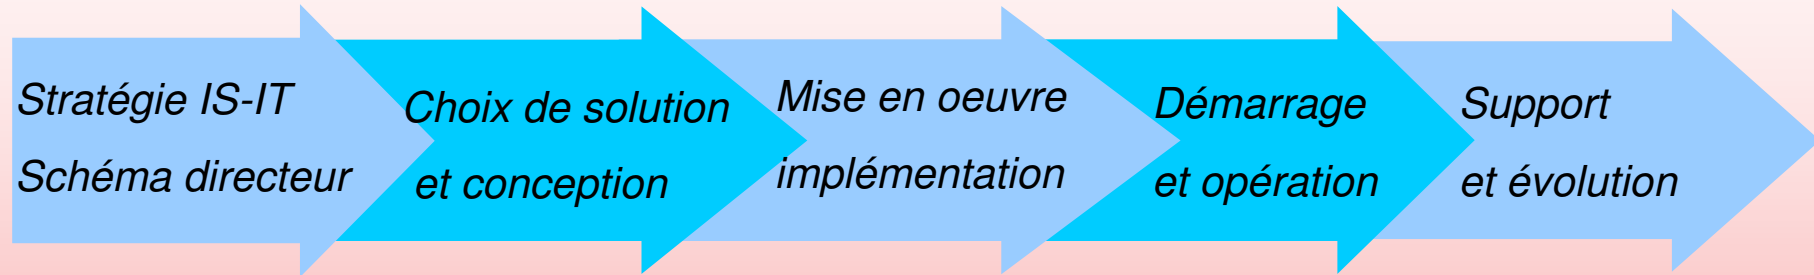 Stratégie IS-IT
Schéma directeur
Choix de solution
et conception
Mise en oeuvre
implémentation
Démarrage
et opération
Support
et évolution